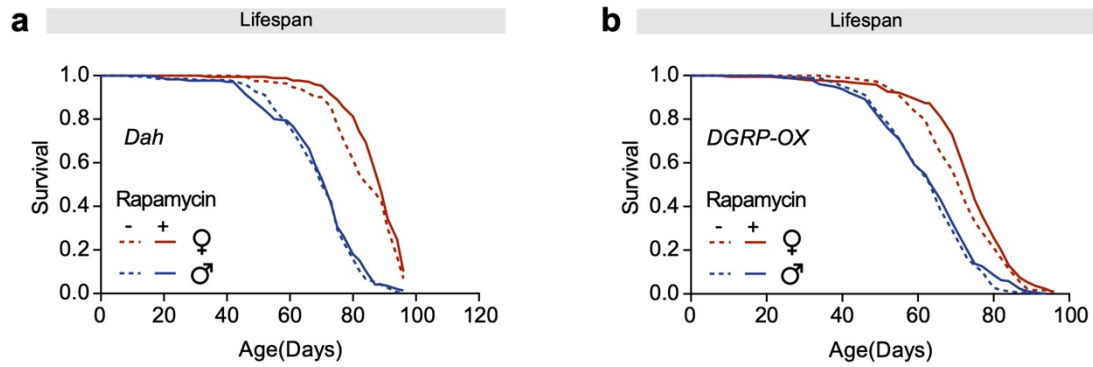 a
Lifespan
1.0
0.8
0.6
0.4
0.2
0.0
Survival
Dah
Rapamycin
- +
♀
♂
0 20 40 60 80 100 120
Age(Days)
b
Lifespan
1.0
0.8
0.6
0.4
0.2
0.0
Survival
DGRP-OX
Rapamycin
- +
♀
♂
0 20 40 60 80 100
Age(Days)